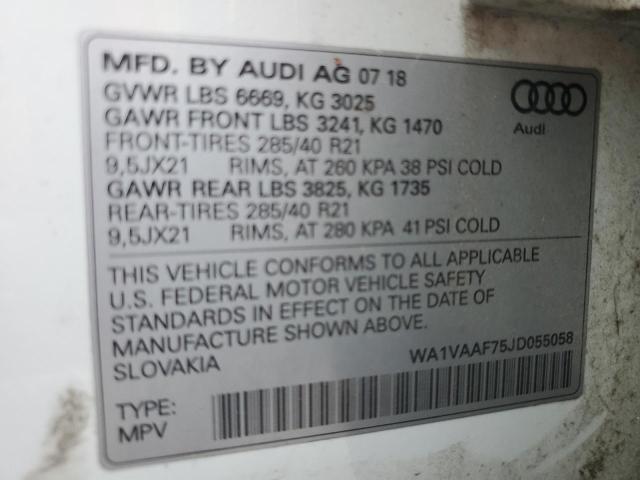 MFD. BY AUDI AG 07 18
GVWR LBS 6669, KG 3025
GAWR FRONT LBS 3241, KG 1470
FRONT-TIRES 285/40 R21
9,5JX21 RIMS, AT 260 KPA 38 PSI COLD
GAWR REAR LBS 3825, KG 1735
REAR-TIRES 285/40 R21
9,5JX21 RIMS, AT 280 KPA 41 PSI COLD
Audi
THIS VEHICLE CONFORMS TO ALL APPLICABLE
U.S. FEDERAL MOTOR VEHICLE SAFETY
STANDARDS IN EFFECT ON THE DATE OF
MANUFACTURE SHOWN ABOVE.
SLOVAKIA
WA1VAAF75JD055058
TYPE:
MPV